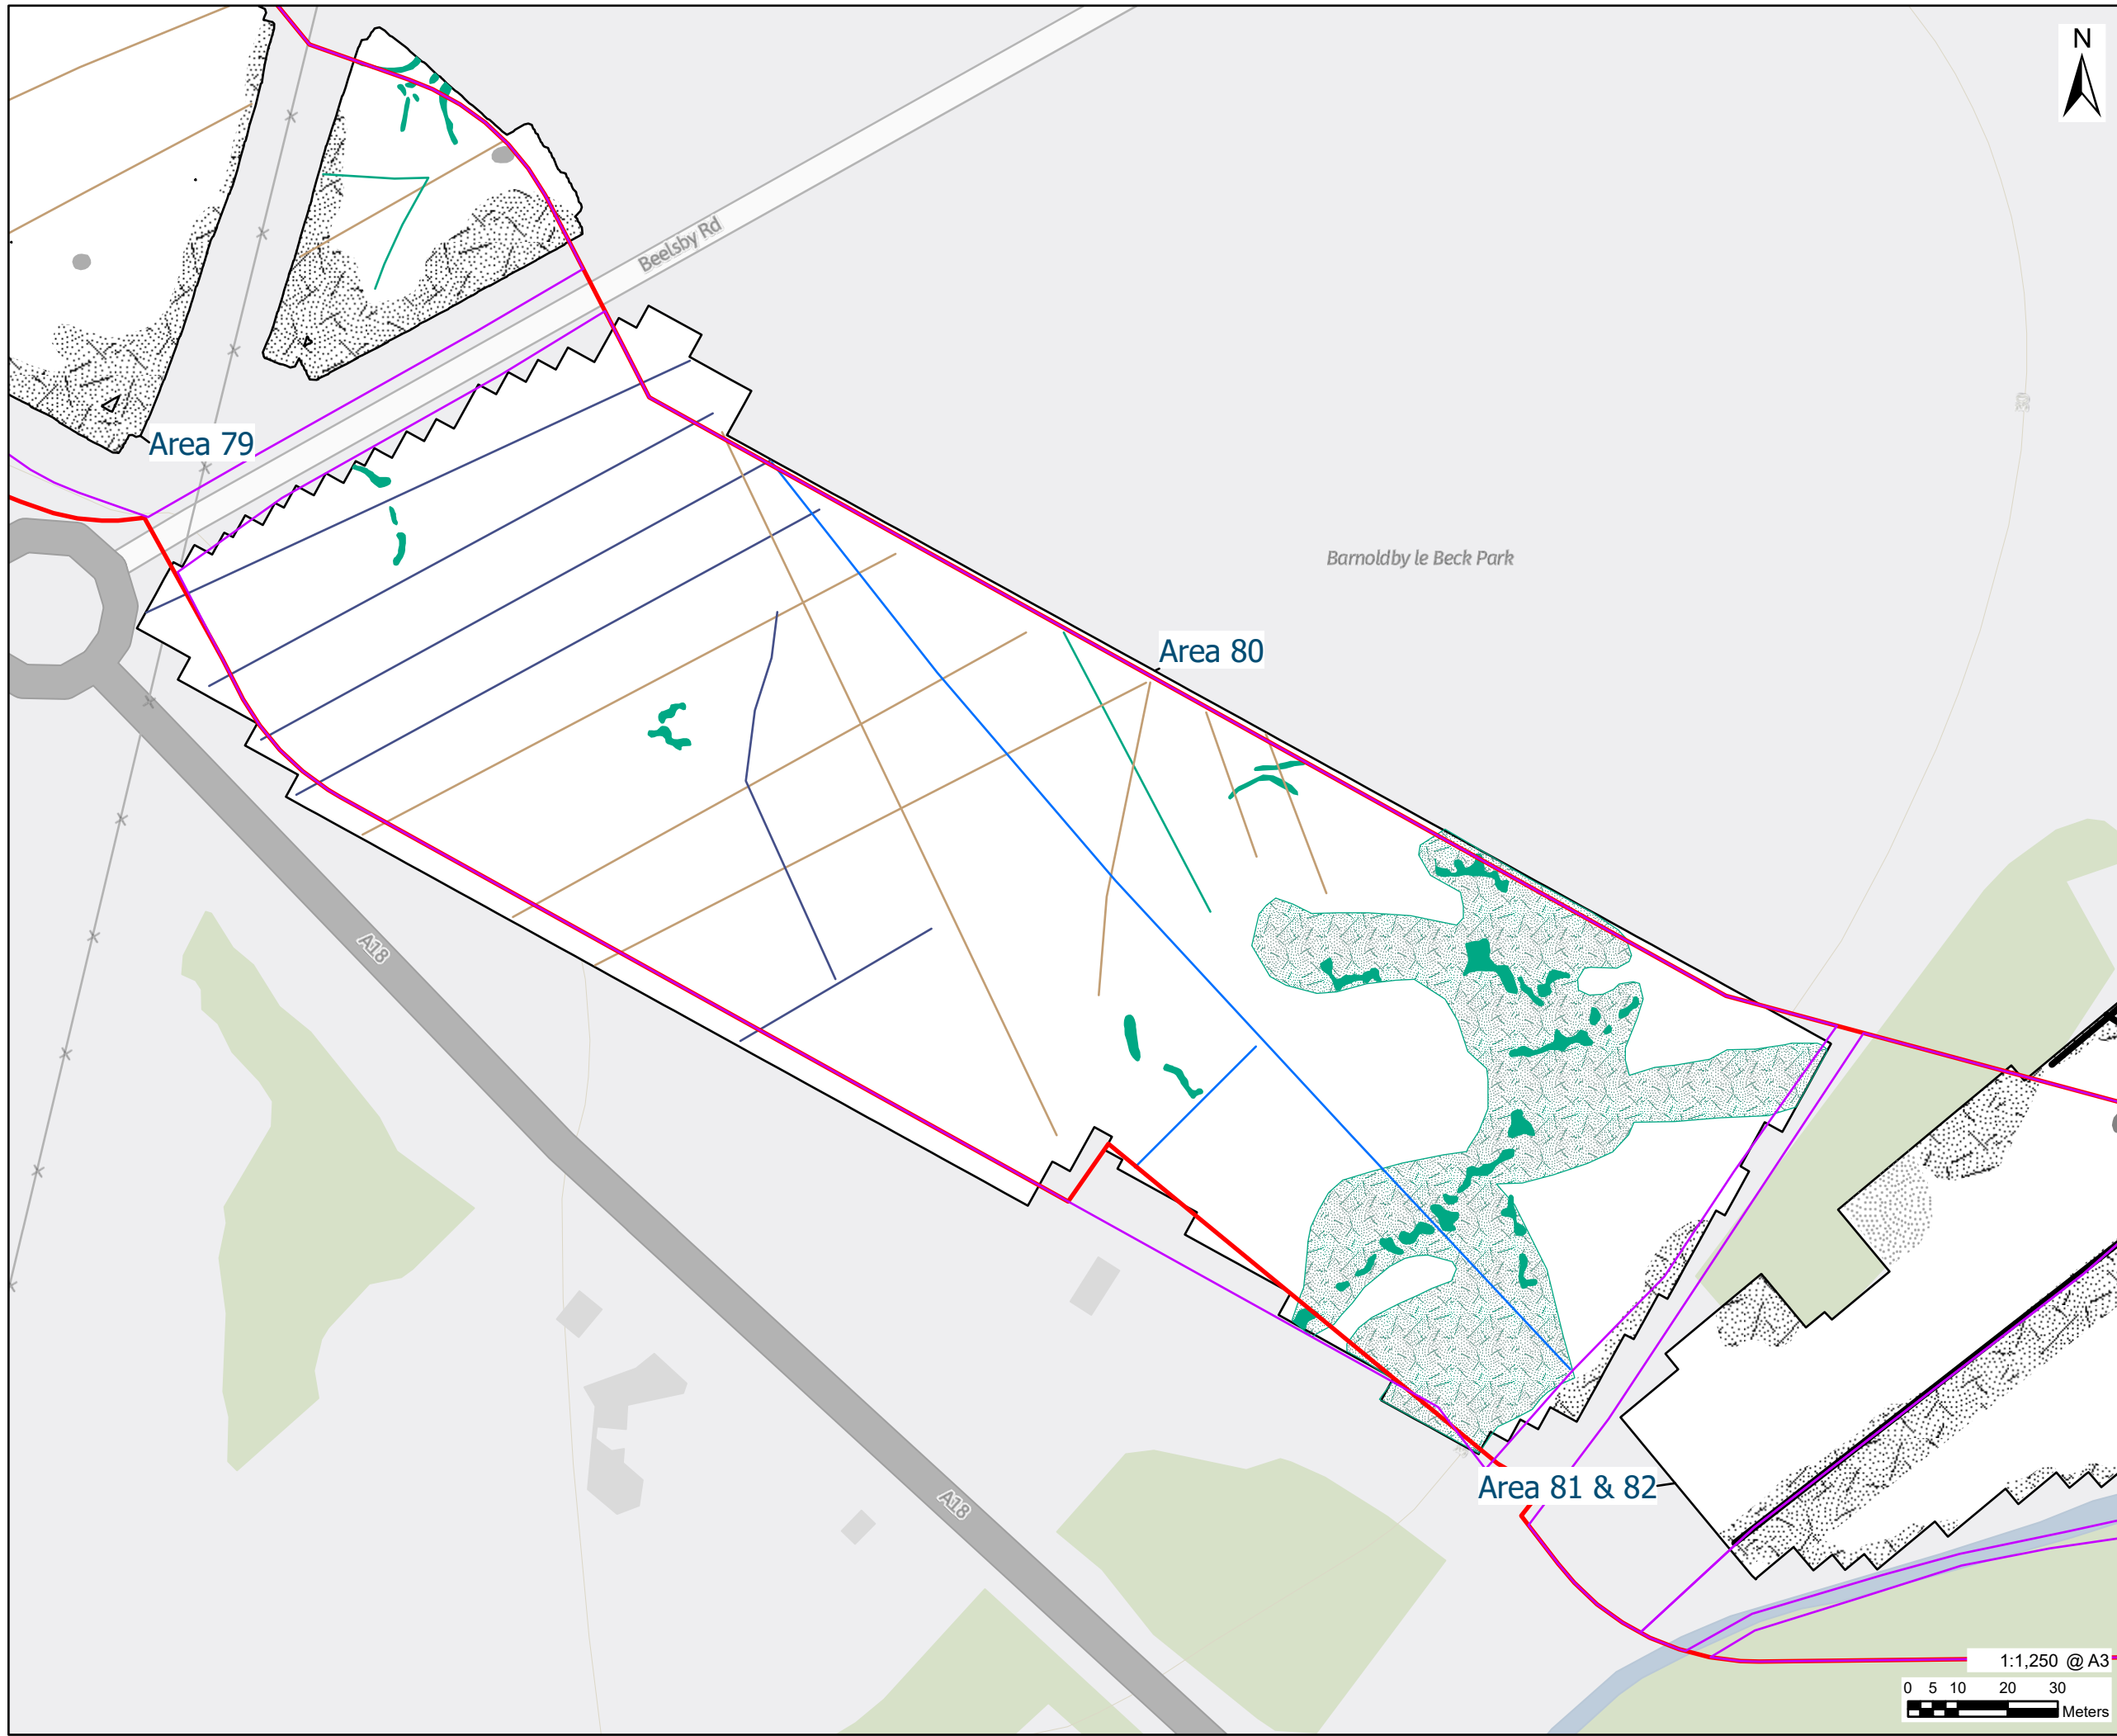 N
Beelsby Rd
Area 79
Barnoldby le Beck Park
Area 80
A18
A18
Area 81 & 82
1:1,250 @ A3
0 5 10 20 30
Meters